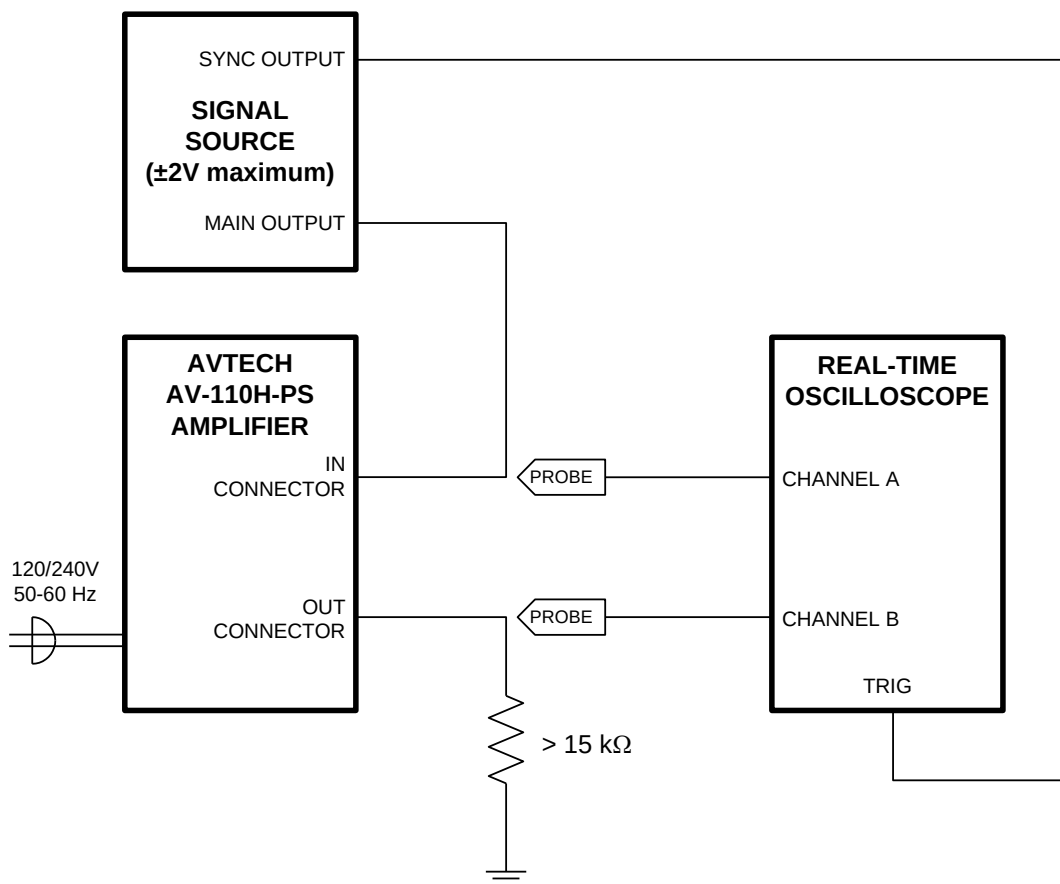 SYNC OUTPUT
SIGNAL
SOURCE
(±2V maximum)
MAIN OUTPUT
AVTECH
AV-110H-PS
AMPLIFIER
IN
CONNECTOR
OUT
CONNECTOR
120/240V
50-60 Hz
PROBE
PROBE
> 15 kΩ
REAL-TIME
OSCILLOSCOPE
CHANNEL A
CHANNEL B
TRIG